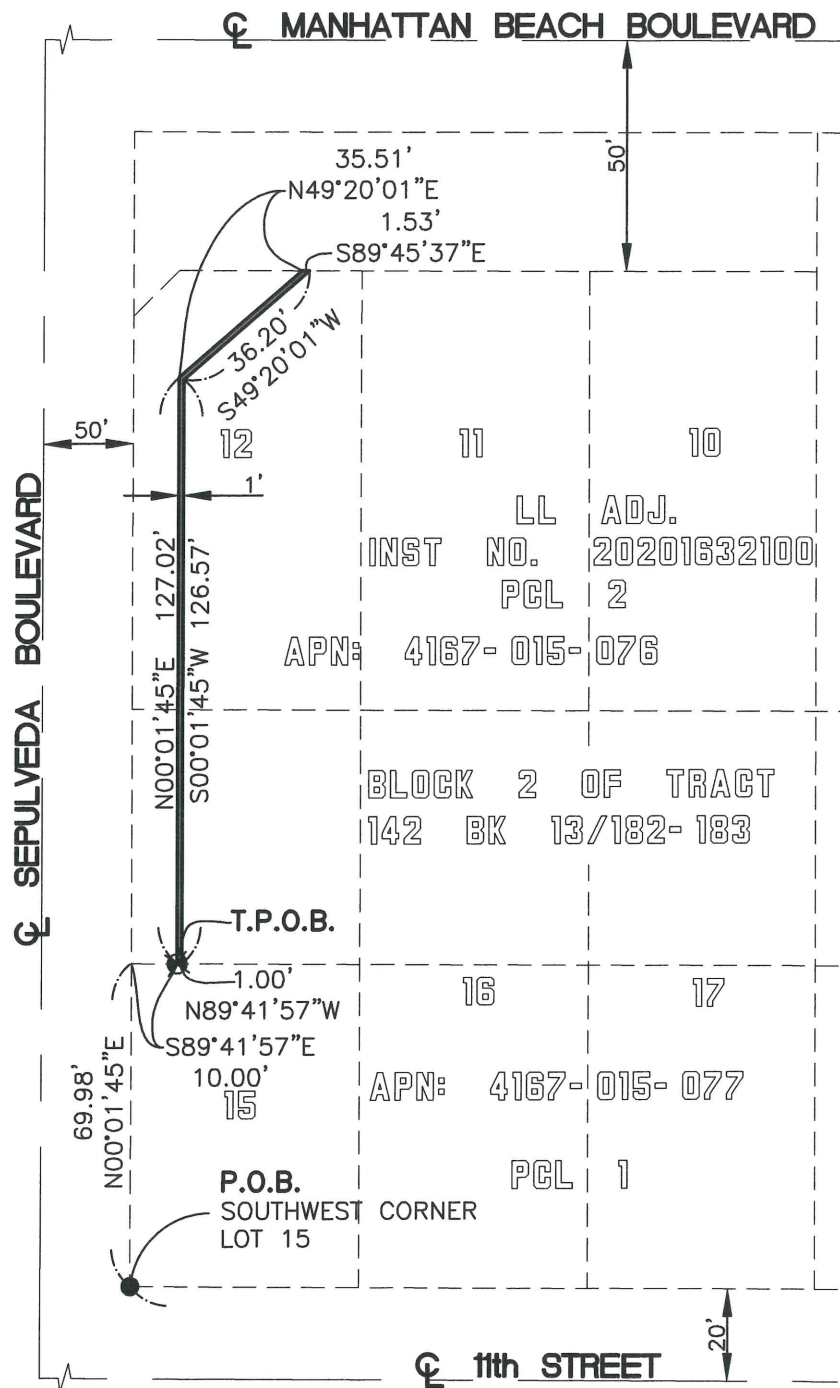 ℄ MANHATTAN BEACH BOULEVARD
35.51'
N49°20'01"E
1.53'
S89°45'37"E
50'
36.20'
S49°20'01"W
50'
12
11
10
1'
LL ADJ.
INST NO. 20201632100
PCL 2
APN: 4167-015-076
℄ SEPULVEDA BOULEVARD
N00°01'45"E 127.02'
S00°01'45"W 126.57'
BLOCK 2 OF TRACT
142 BK 13/182-183
T.P.O.B.
1.00'
N89°41'57"W
S89°41'57"E
10.00'
15
16
17
69.98'
N00°01'45"E
APN: 4167-015-077
PCL 1
P.O.B.
SOUTHWEST CORNER
LOT 15
20'
℄ 11th STREET